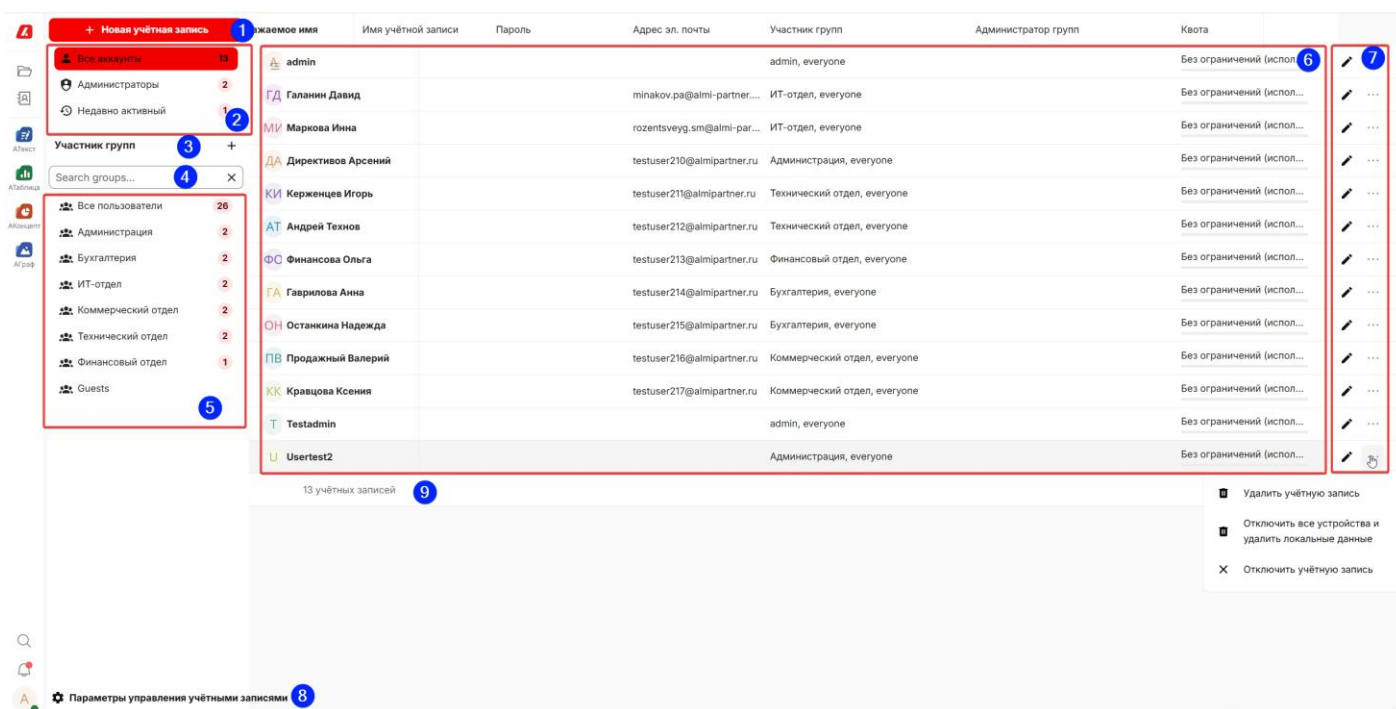 + Новая учётная запись
1
ажаемое имя Имя учётной записи Пароль Адрес эл. почты Участник групп Администратор групп Квота
Все аккаунты 13
Администраторы 2
Недавно активный 1
2
Участник групп 3 +
Search groups... 4 ×
Все пользователи 26
Администрация 2
Бухгалтерия 2
ИТ-отдел 2
Коммерческий отдел 2
Технический отдел 2
Финансовый отдел 1
Guests
5
АТекст
АТаблица
АКонцепт
АГраф
admin admin, everyone Без ограничений (испол... 6 7
ГД Галанин Давид minakov.pa@almi-partner.... ИТ-отдел, everyone Без ограничений (испол... ...
МИ Маркова Инна rozentsveyg.sm@almi-par... ИТ-отдел, everyone Без ограничений (испол... ...
ДА Директивов Арсений testuser210@almipartner.ru Администрация, everyone Без ограничений (испол... ...
КИ Керженцев Игорь testuser211@almipartner.ru Технический отдел, everyone Без ограничений (испол... ...
АТ Андрей Технов testuser212@almipartner.ru Технический отдел, everyone Без ограничений (испол... ...
ФО Финансова Ольга testuser213@almipartner.ru Финансовый отдел, everyone Без ограничений (испол... ...
ГА Гаврилова Анна testuser214@almipartner.ru Бухгалтерия, everyone Без ограничений (испол... ...
ОН Останкина Надежда testuser215@almipartner.ru Бухгалтерия, everyone Без ограничений (испол... ...
ПВ Продажный Валерий testuser216@almipartner.ru Коммерческий отдел, everyone Без ограничений (испол... ...
КК Кравцова Ксения testuser217@almipartner.ru Коммерческий отдел, everyone Без ограничений (испол... ...
T Testadmin admin, everyone Без ограничений (испол... ...
U Usertest2 Администрация, everyone Без ограничений (испол...
13 учётных записей 9
Удалить учётную запись
Отключить все устройства и
удалить локальные данные
× Отключить учётную запись
A Параметры управления учётными записями 8